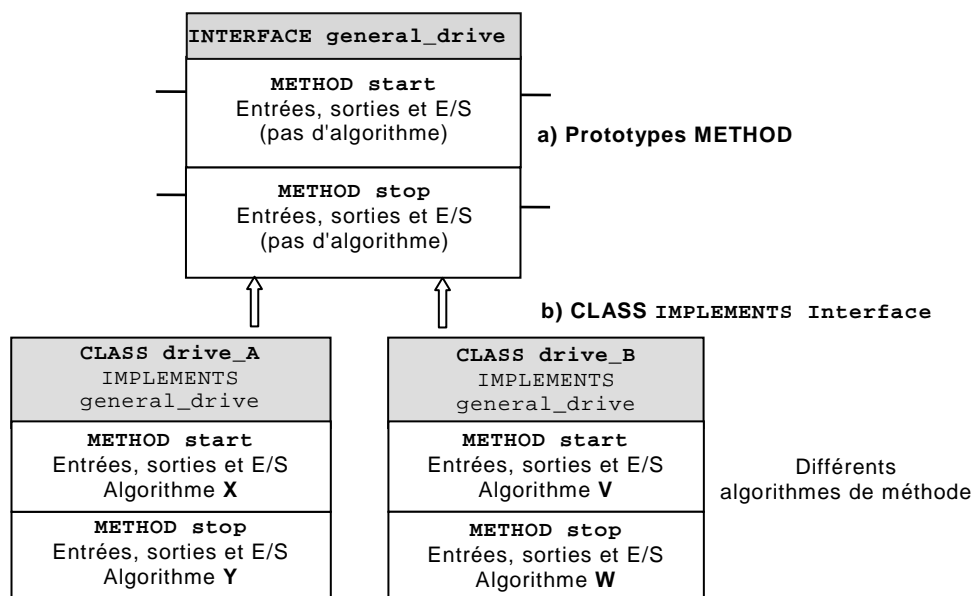 INTERFACE general_drive
METHOD start
Entrées, sorties et E/S
(pas d'algorithme)
a) Prototypes METHOD
METHOD stop
Entrées, sorties et E/S
(pas d'algorithme)
b) CLASS IMPLEMENTS Interface
CLASS drive_A
IMPLEMENTS
general_drive
METHOD start
Entrées, sorties et E/S
Algorithme X
METHOD stop
Entrées, sorties et E/S
Algorithme Y
CLASS drive_B
IMPLEMENTS
general_drive
METHOD start
Entrées, sorties et E/S
Algorithme V
METHOD stop
Entrées, sorties et E/S
Algorithme W
Différents
algorithmes de méthode